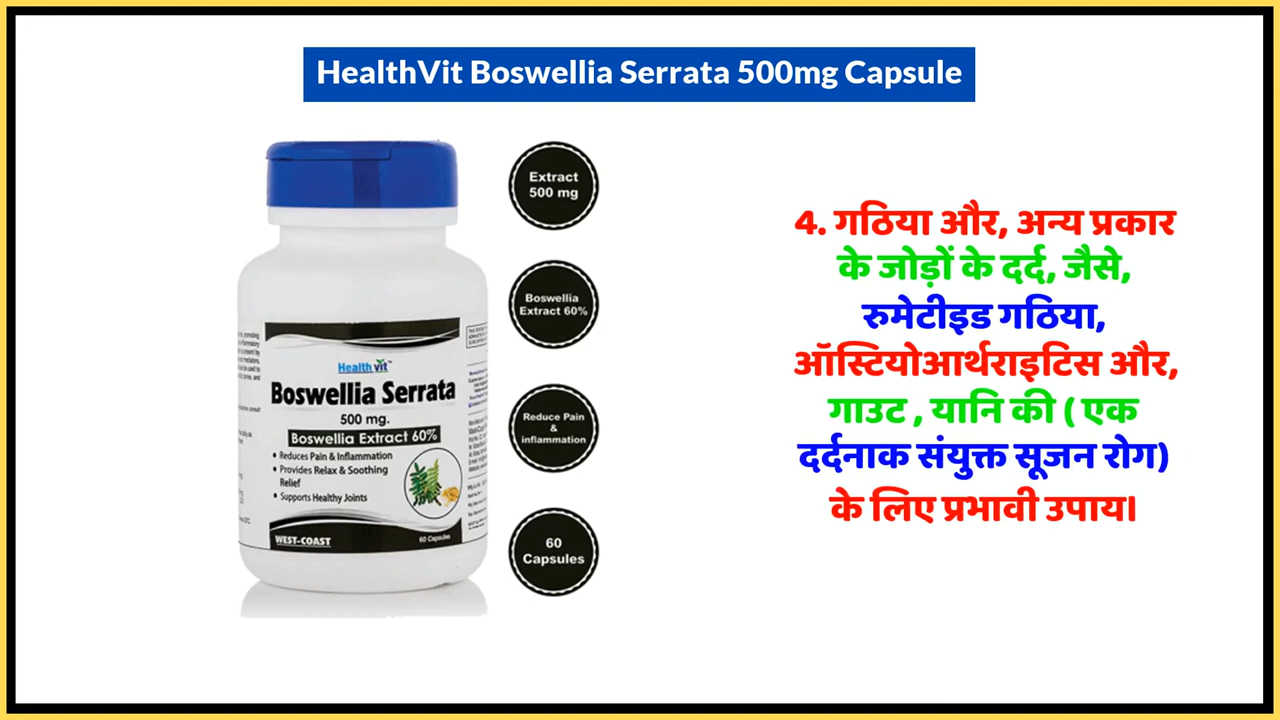 HealthVit Boswellia Serrata 500mg Capsule
Health vit™
Boswellia Serrata
500 mg.
Boswellia Extract 60%
• Reduces Pain & Inflammation
• Provides Relax & Soothing
Relief
• Supports Healthy Joints
WEST-COAST
60 Capsules
Extract
500 mg
Boswellia
Extract 60%
Reduce Pain
&
inflammation
60
Capsules
4. गठिया और, अन्य प्रकार
के जोड़ों के दर्द, जैसे,
रुमेटीइड गठिया,
ऑस्टियोआर्थराइटिस और,
गाउट , यानि की ( एक
दर्दनाक संयुक्त सूजन रोग)
के लिए प्रभावी उपाय।